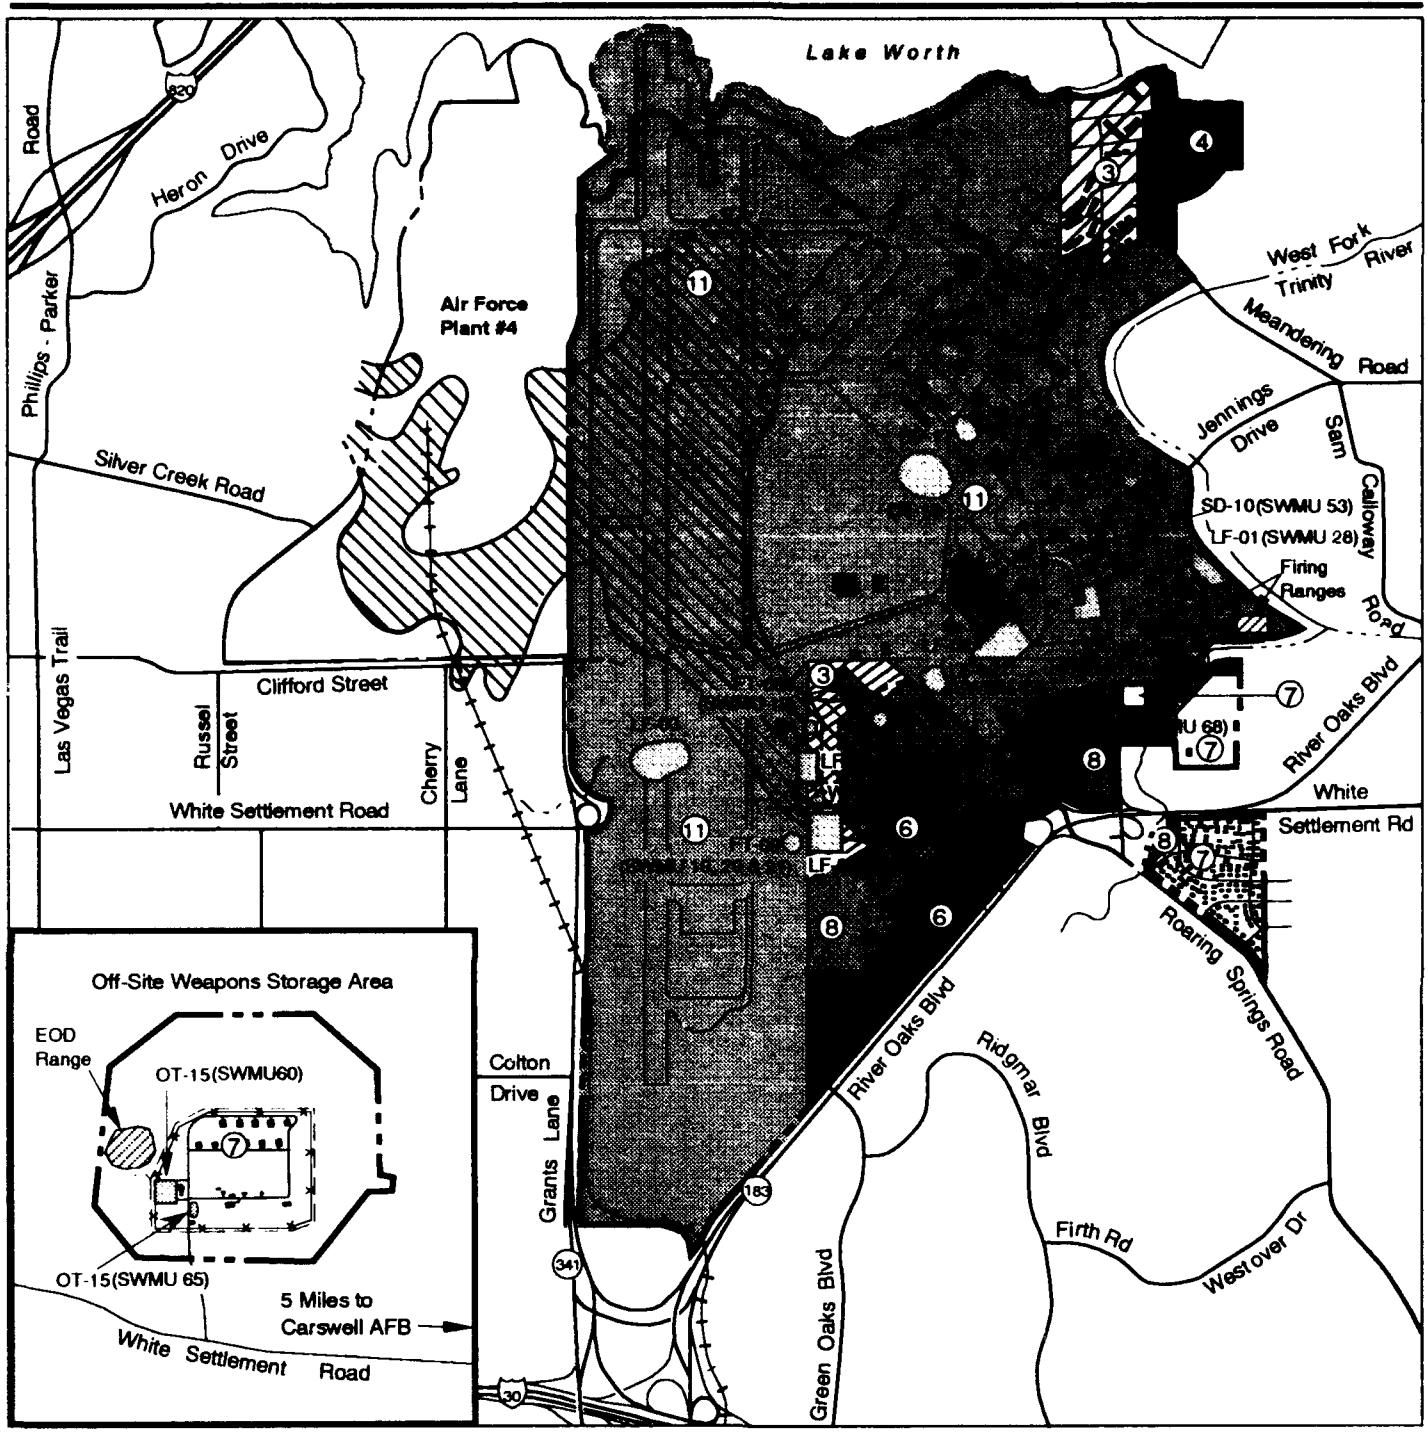 Lake Worth
820
Road
Heron Drive
4
3
West Fork
Trinity River
Phillips - Parker
11
Air Force
Plant #4
Meandering
Road
Jennings
Drive
Sam
Calloway
Road
Silver Creek Road
11
SD-10(SWMU 53)
LF-01(SWMU 28)
Firing
Ranges
Las Vegas Trail
Clifford Street
Russel
Street
Cherry
Lane
3
7
MU 68)
7
River Oaks Blvd
8
White Settlement Road
White
Settlement Rd
11
6
LF
8
7
8
6
Roaring Springs Road
Off-Site Weapons Storage Area
EOD
Range
OT-15(SWMU60)
7
OT-15(SWMU 65)
5 Miles to
Carswell AFB
White Settlement Road
Colton
Drive
Grants Lane
River Oaks Blvd
Ridgmar Blvd
183
341
Firth Rd
Westover Dr
Green Oaks Blvd
30